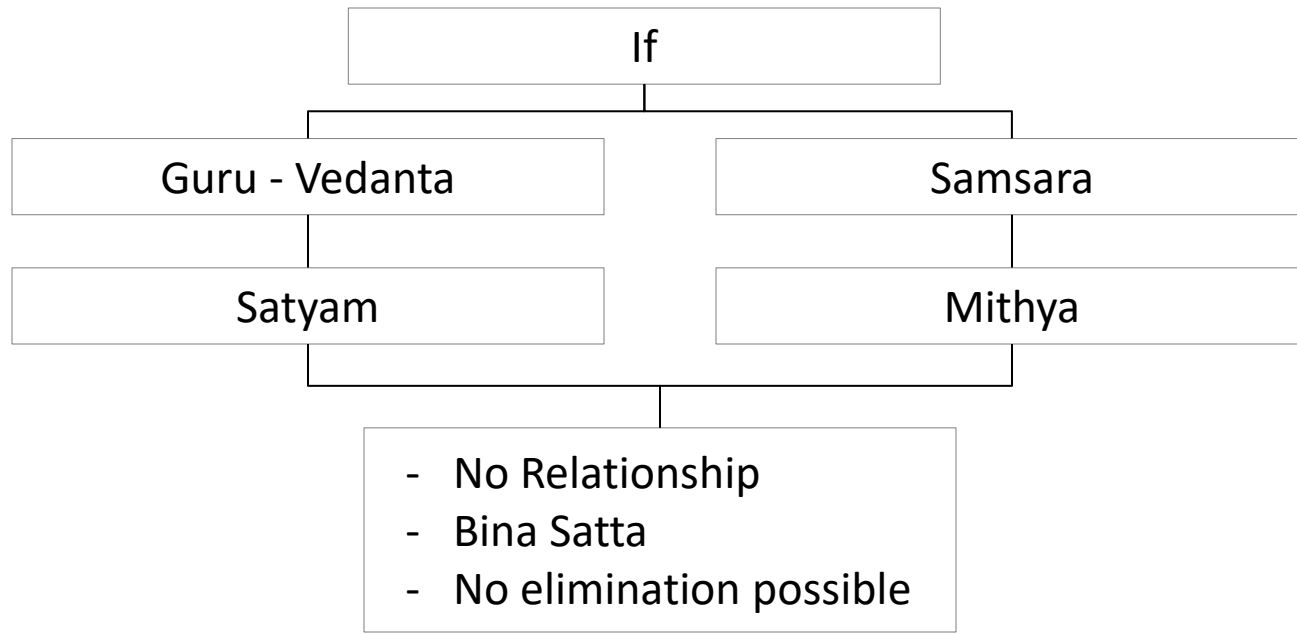 If
Guru - Vedanta
Samsara
Satyam
Mithya
- No Relationship
- Bina Satta
- No elimination possible